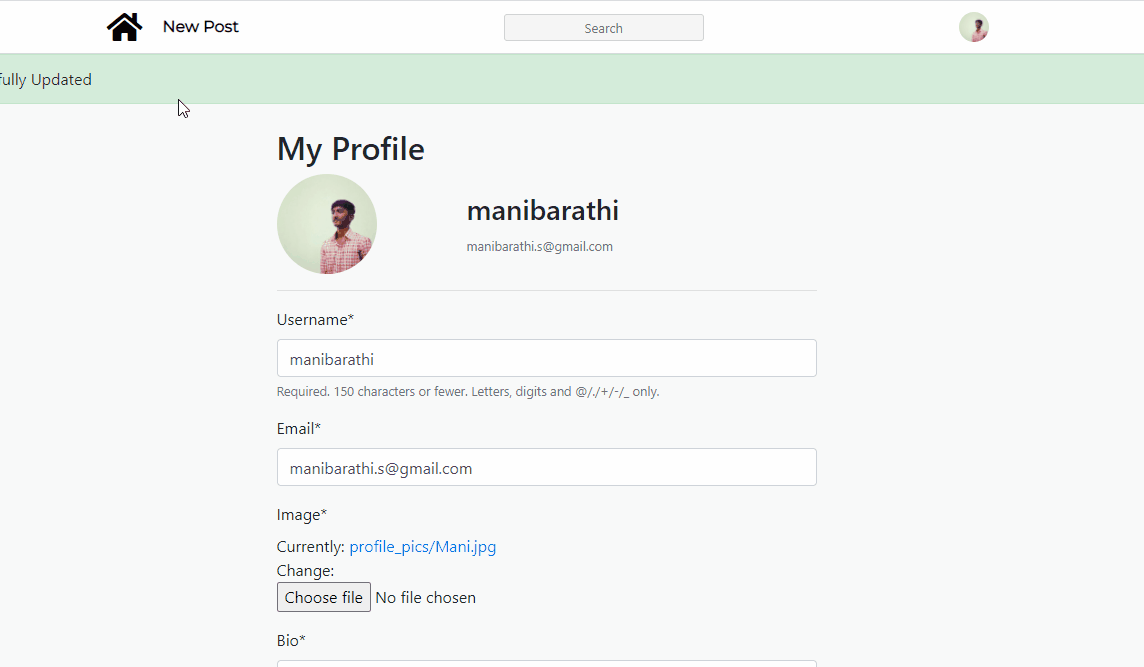 New Post
Search
Updated
My Profile
manibarathi
manibarathi.s@gmail.com
Username*
manibarathi
Required. 150 characters or fewer. Letters, digits and @/./+/-/_ only.
Email*
manibarathi.s@gmail.com
Image*
Currently: profile_pics/Mani.jpg
Change:
Choose file No file chosen
Bio*